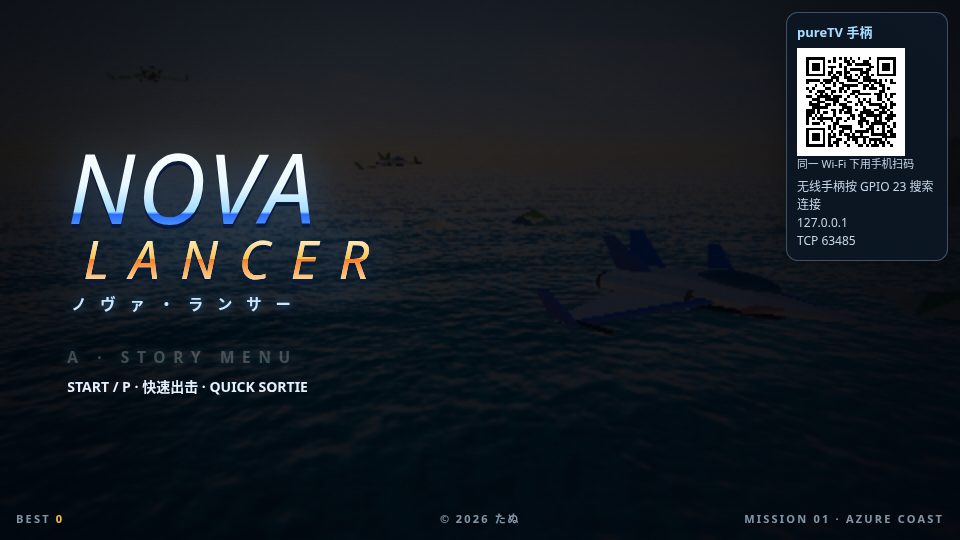 pureTV 手柄
同一 Wi-Fi 下用手机扫码
无线手柄按 GPIO 23 搜索
连接
127.0.0.1
TCP 63485
NOVA
LANCER
ノヴァ・ランサー
A · STORY MENU
START / P · 快速出击 · QUICK SORTIE
BEST 0
© 2026 たぬ
MISSION 01 · AZURE COAST